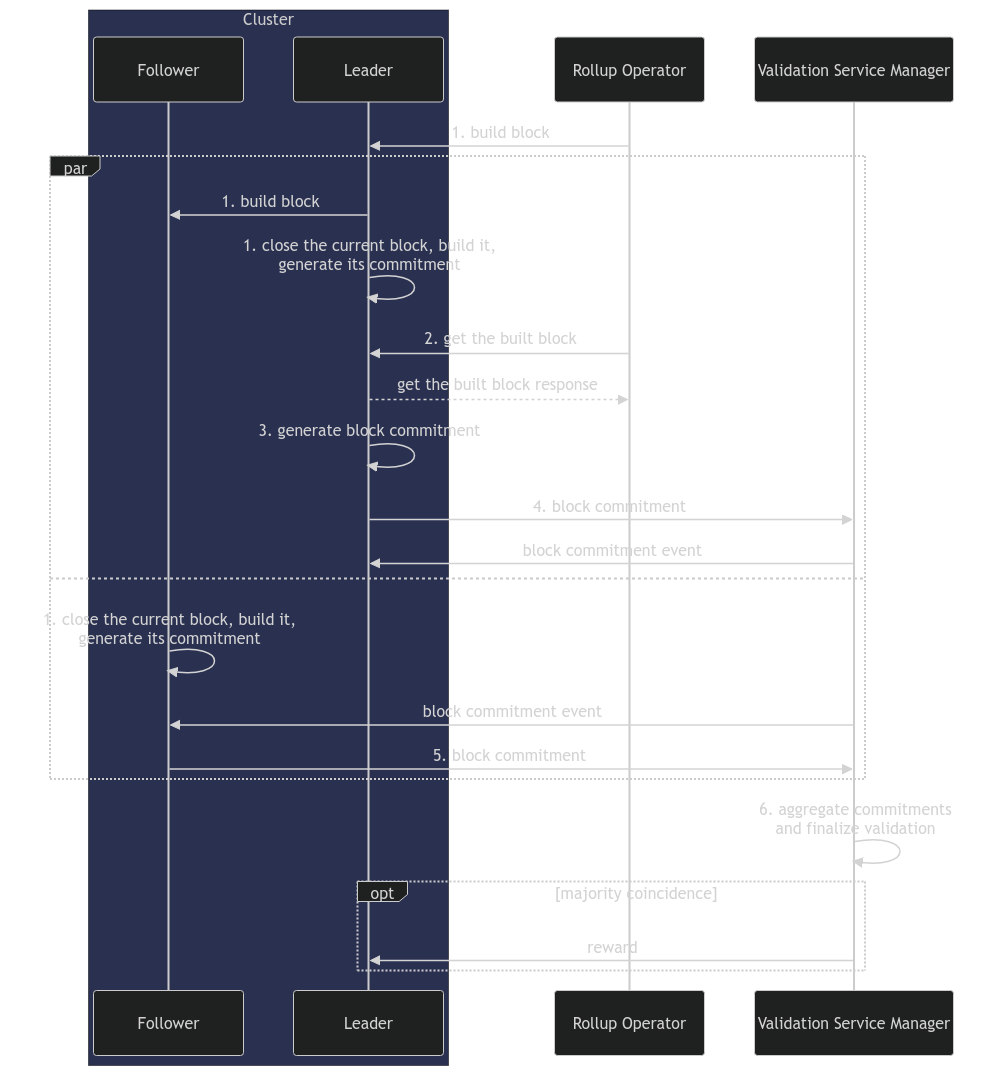 Cluster
Follower
Leader
Rollup Operator
Validation Service Manager
1. build block
par
1. build block
1. close the current block, build it,
generate its commitment
2. get the built block
get the built block response
3. generate block commitment
4. block commitment
block commitment event
1. close the current block, build it,
generate its commitment
block commitment event
5. block commitment
6. aggregate commitments
and finalize validation
opt
[majority coincidence]
reward
Follower
Leader
Rollup Operator
Validation Service Manager